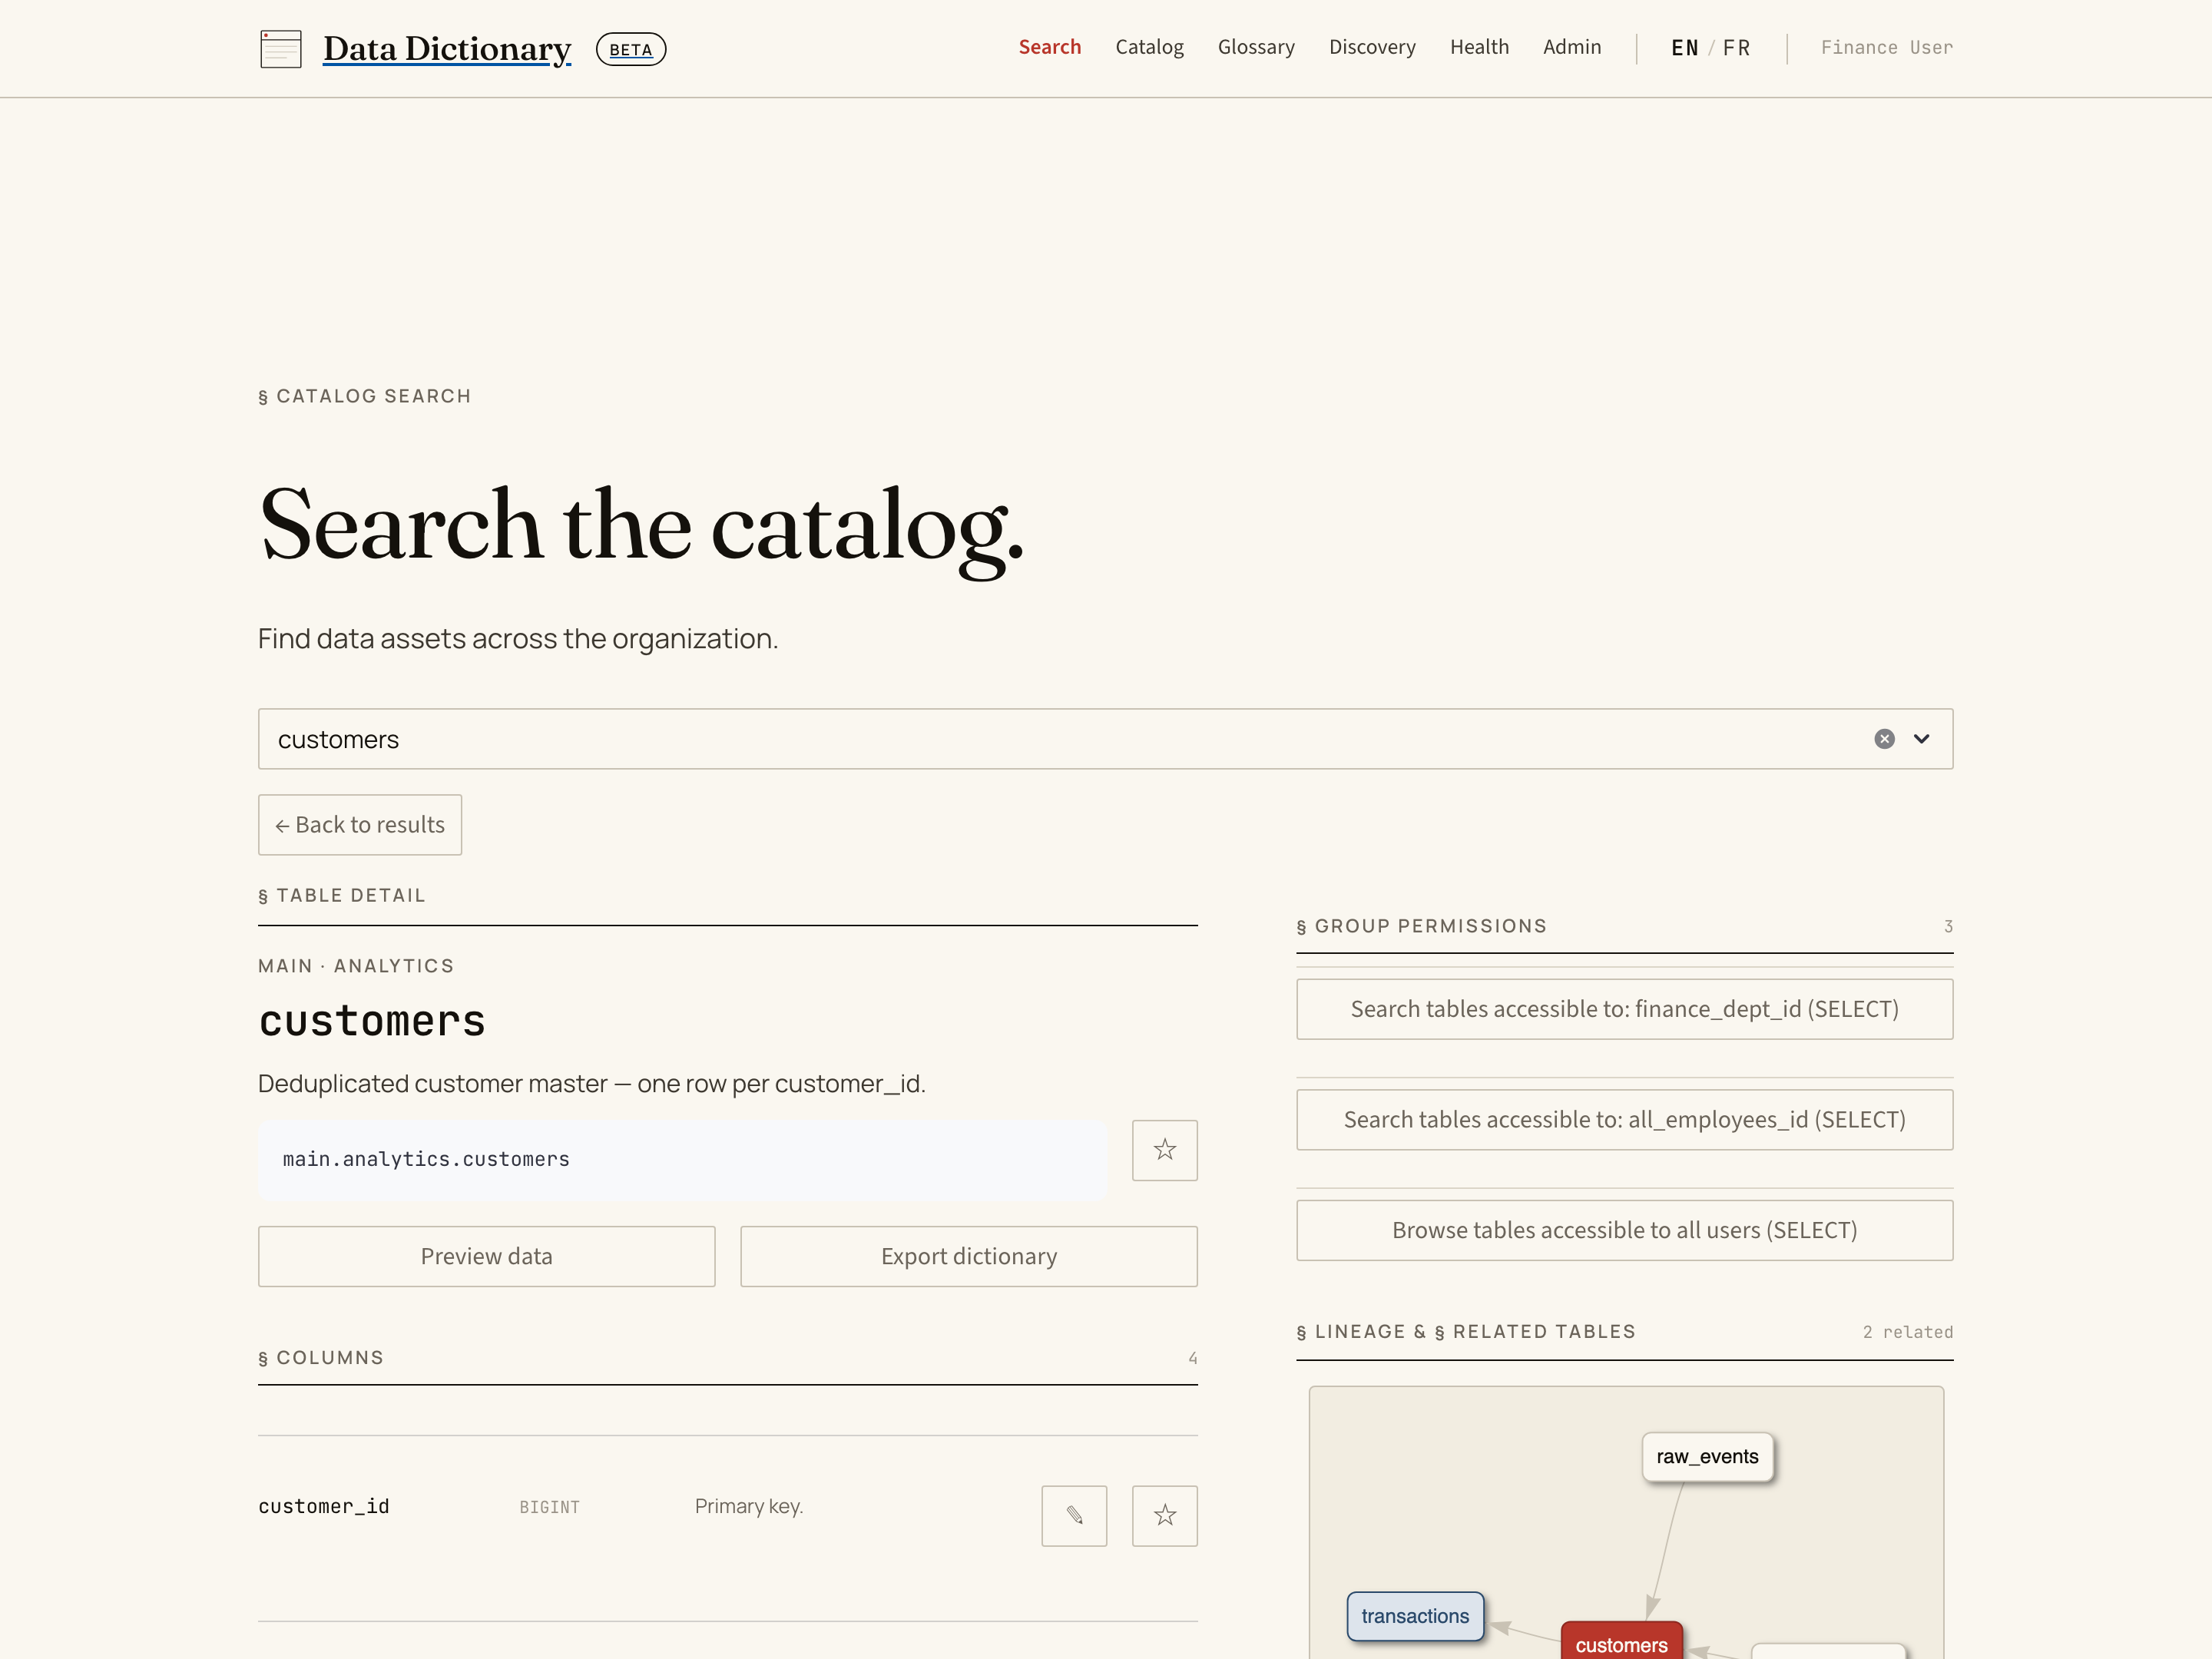 Data Dictionary BETA
Search Catalog Glossary Discovery Health Admin EN / FR Finance User
§ CATALOG SEARCH
Search the catalog.
Find data assets across the organization.
customers
← Back to results
§ TABLE DETAIL
MAIN · ANALYTICS
customers
Deduplicated customer master — one row per customer_id.
main.analytics.customers
Preview data
Export dictionary
§ COLUMNS 4
customer_id BIGINT Primary key.
§ GROUP PERMISSIONS 3
Search tables accessible to: finance_dept_id (SELECT)
Search tables accessible to: all_employees_id (SELECT)
Browse tables accessible to all users (SELECT)
§ LINEAGE & § RELATED TABLES 2 related
raw_events
transactions
customers